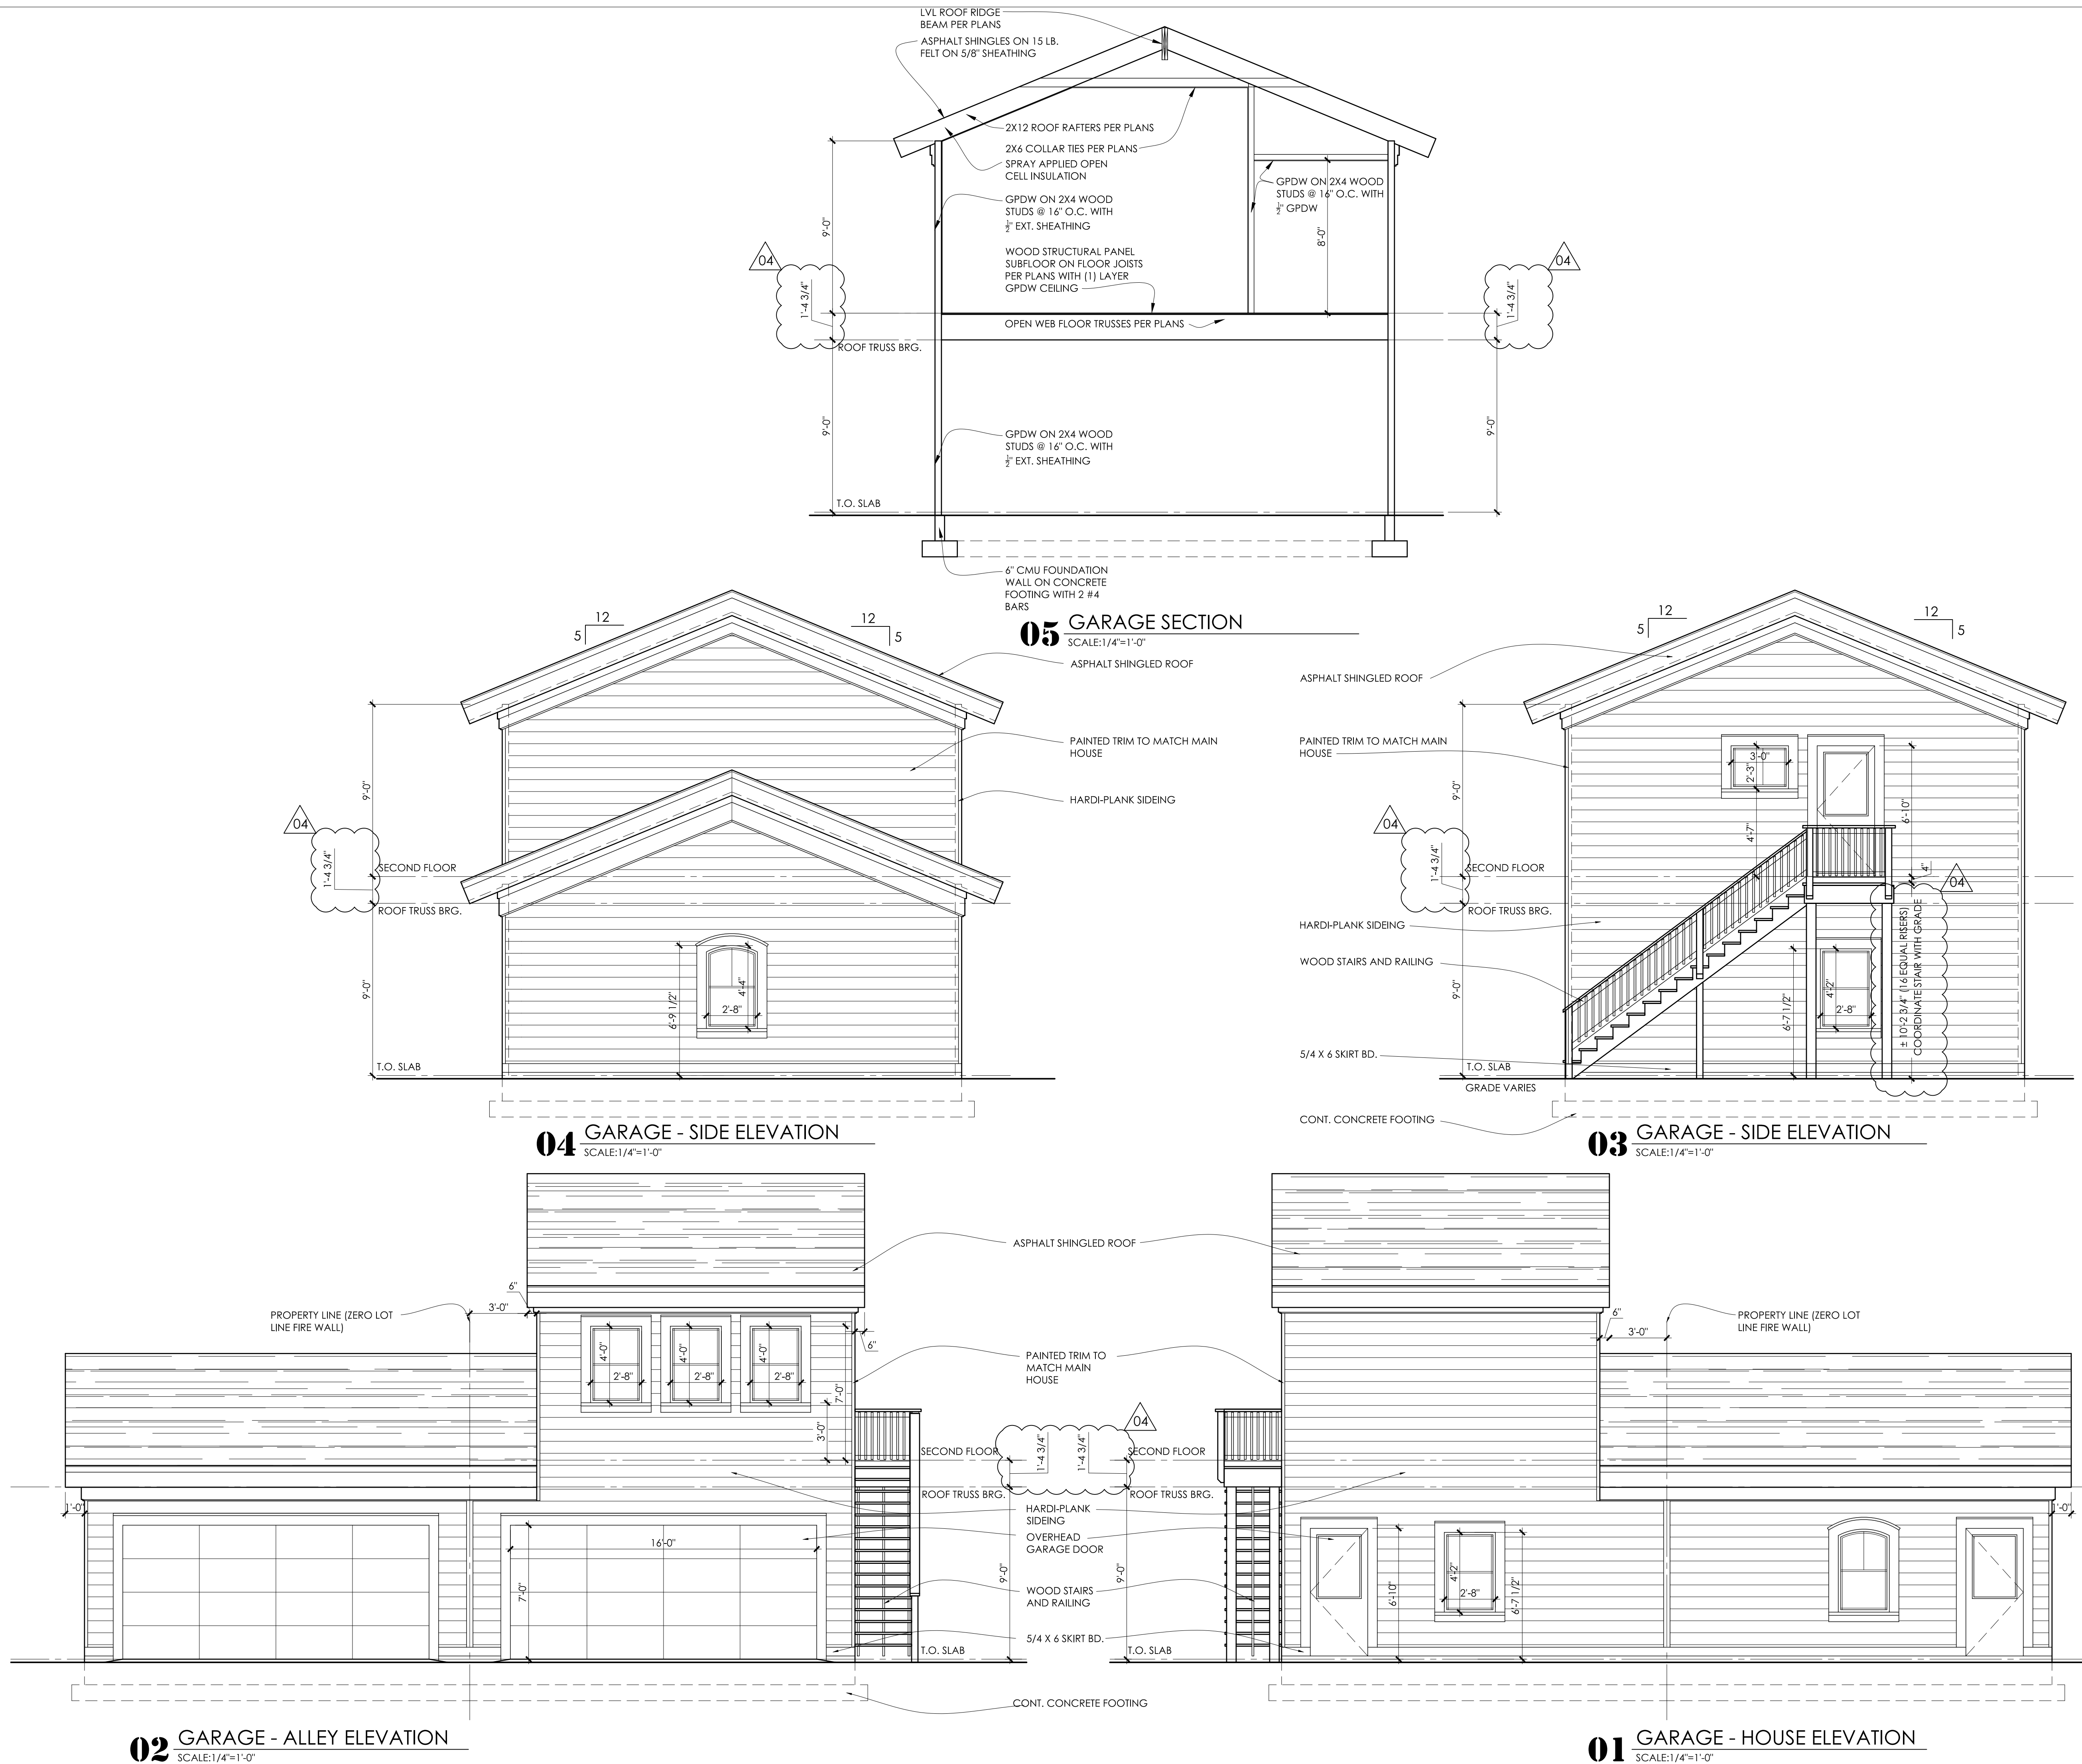 LVL ROOF RIDGE
BEAM PER PLANS
ASPHALT SHINGLES ON 15 LB.
FELT ON 5/8" SHEATHING
2X12 ROOF RAFTERS PER PLANS
2X6 COLLAR TIES PER PLANS
SPRAY APPLIED OPEN
CELL INSULATION
GPDW ON 2X4 WOOD
STUDS @ 16" O.C. WITH
½" GPDW
GPDW ON 2X4 WOOD
STUDS @ 16" O.C. WITH
½" EXT. SHEATHING
9'-0"
8'-0"
WOOD STRUCTURAL PANEL
SUBFLOOR ON FLOOR JOISTS
PER PLANS WITH (1) LAYER
GPDW CEILING
04
1'-4 3/4"
04
1'-4 3/4"
OPEN WEB FLOOR TRUSSES PER PLANS
ROOF TRUSS BRG.
9'-0"
9'-0"
GPDW ON 2X4 WOOD
STUDS @ 16" O.C. WITH
½" EXT. SHEATHING
T.O. SLAB
6" CMU FOUNDATION
WALL ON CONCRETE
FOOTING WITH 2 #4
BARS
05 GARAGE SECTION
SCALE:1/4"=1'-0"
12
5
12
5
ASPHALT SHINGLED ROOF
PAINTED TRIM TO MATCH MAIN
HOUSE
HARDI-PLANK SIDEING
9'-0"
04
1'-4 3/4"
SECOND FLOOR
ROOF TRUSS BRG.
9'-0"
6'-9 1/2"
4'-4"
2'-8"
T.O. SLAB
04 GARAGE - SIDE ELEVATION
SCALE:1/4"=1'-0"
12
5
12
5
ASPHALT SHINGLED ROOF
PAINTED TRIM TO MATCH MAIN
HOUSE
3'-0"
2'-3"
4'-7"
6'-10"
9'-0"
04
1'-4 3/4"
SECOND FLOOR
ROOF TRUSS BRG.
4"
04
HARDI-PLANK SIDEING
WOOD STAIRS AND RAILING
9'-0"
6'-7 1/2"
4'-2"
2'-8"
± 10'-2 3/4" (16 EQUAL RISERS)
COORDINATE STAIR WITH GRADE
5/4 X 6 SKIRT BD.
T.O. SLAB
GRADE VARIES
CONT. CONCRETE FOOTING
03 GARAGE - SIDE ELEVATION
SCALE:1/4"=1'-0"
ASPHALT SHINGLED ROOF
6"
3'-0"
PROPERTY LINE (ZERO LOT
LINE FIRE WALL)
4'-0"
2'-8"
4'-0"
2'-8"
4'-0"
2'-8"
6"
7'-0"
3'-0"
PAINTED TRIM TO
MATCH MAIN
HOUSE
SECOND FLOOR
1'-4 3/4"
1'-4 3/4"
04
SECOND FLOOR
ROOF TRUSS BRG.
ROOF TRUSS BRG.
1'-0"
HARDI-PLANK
SIDEING
OVERHEAD
GARAGE DOOR
16'-0"
7'-0"
9'-0"
9'-0"
WOOD STAIRS
AND RAILING
5/4 X 6 SKIRT BD.
T.O. SLAB
T.O. SLAB
CONT. CONCRETE FOOTING
02 GARAGE - ALLEY ELEVATION
SCALE:1/4"=1'-0"
6"
3'-0"
PROPERTY LINE (ZERO LOT
LINE FIRE WALL)
1'-0"
6'-10"
4'-2"
2'-8"
6'-7 1/2"
01 GARAGE - HOUSE ELEVATION
SCALE:1/4"=1'-0"